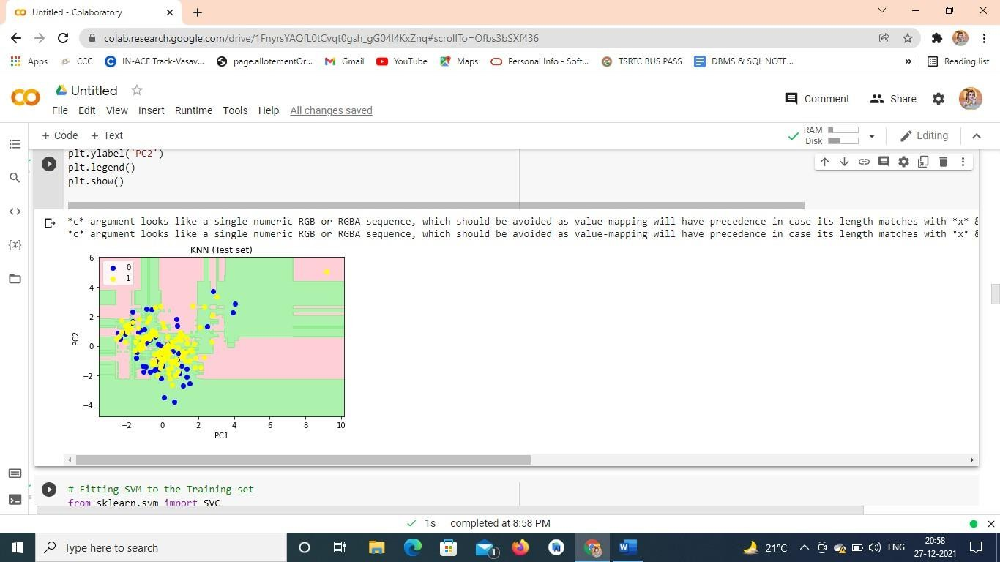 Untitled - Colaboratory
colab.research.google.com/drive/1FnyrsYAQfL0tCvqt0gsh_gG04I4KxZnq#scrollTo=Ofbs3bSXf436
Apps CCC IN-ACE Track-Vasav... page.allotementOr... Gmail YouTube Maps Personal Info - Soft... TSRTC BUS PASS DBMS & SQL NOTE... » Reading list
Untitled
Comment Share
File Edit View Insert Runtime Tools Help All changes saved
+ Code + Text
RAM
Disk
Editing
plt.ylabel('PC2')
plt.legend()
plt.show()
{x}
*c* argument looks like a single numeric RGB or RGBA sequence, which should be avoided as value-mapping will have precedence in case its length matches with *x* &
*c* argument looks like a single numeric RGB or RGBA sequence, which should be avoided as value-mapping will have precedence in case its length matches with *x* &
KNN (Test set)
0
1
6
4
2
0
−2
−4
PC2
−2 0 2 4 6 8 10
PC1
# Fitting SVM to the Training set
from sklearn.svm import SVC
1s completed at 8:58 PM
Type here to search
1
21°C
ENG
20:58
27-12-2021